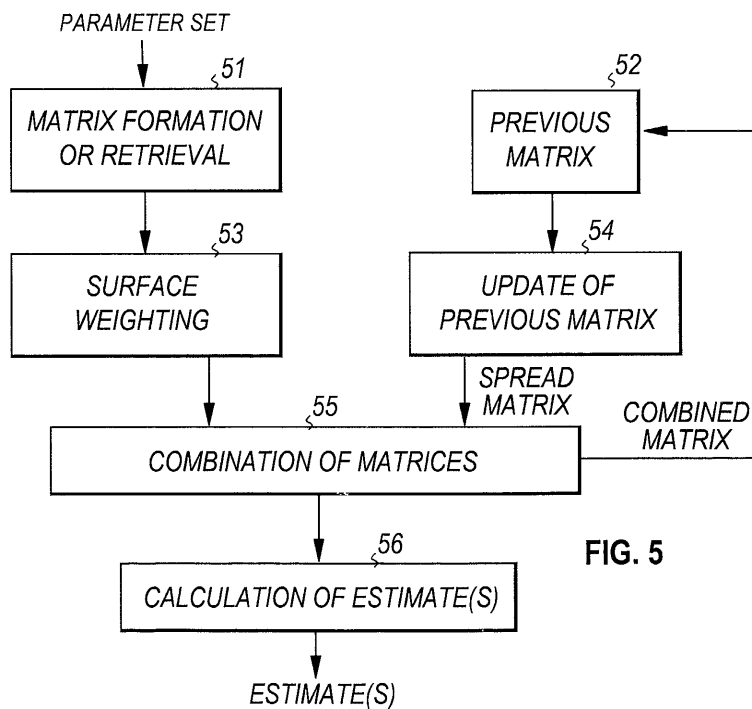 PARAMETER SET
51
MATRIX FORMATION
OR RETRIEVAL
52
PREVIOUS
MATRIX
53
SURFACE
WEIGHTING
54
UPDATE OF
PREVIOUS MATRIX
SPREAD
MATRIX
COMBINED
MATRIX
55
COMBINATION OF MATRICES
56
CALCULATION OF ESTIMATE(S)
ESTIMATE(S)
FIG. 5